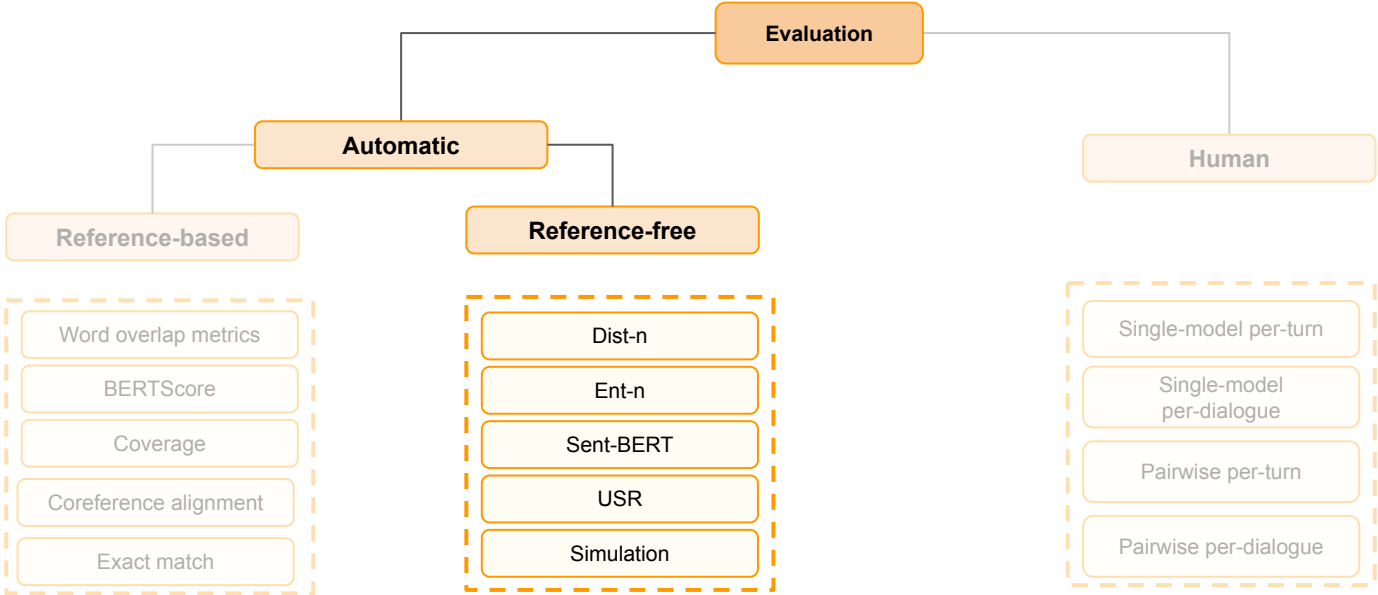 Evaluation
Automatic
Human
Reference-based
Reference-free
Word overlap metrics
BERTScore
Coverage
Coreference alignment
Exact match
Dist-n
Ent-n
Sent-BERT
USR
Simulation
Single-model per-turn
Single-model
per-dialogue
Pairwise per-turn
Pairwise per-dialogue